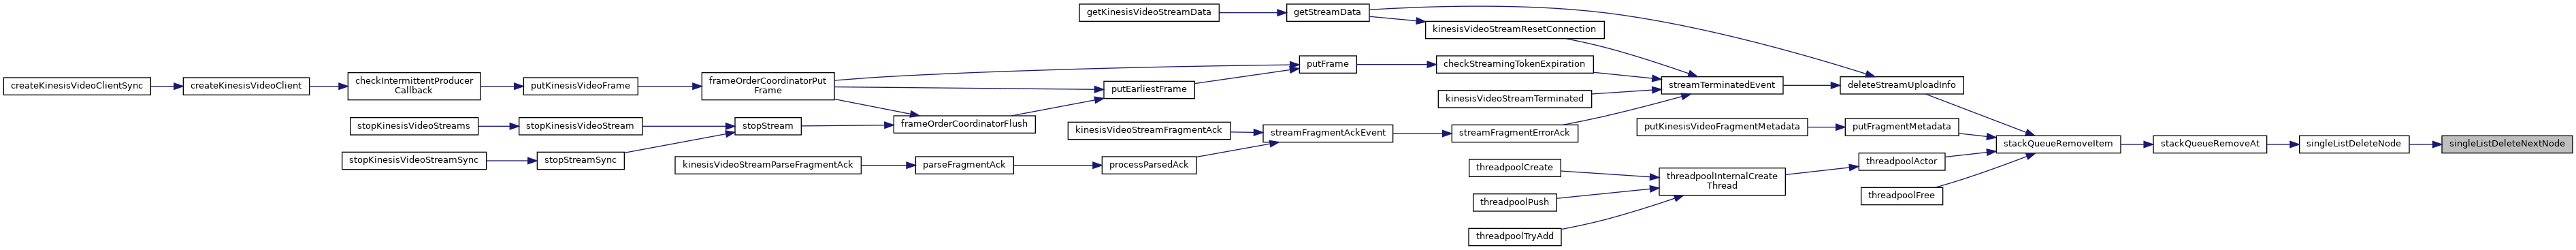 getKinesisVideoStreamData
getStreamData
kinesisVideoStreamResetConnection
putFrame
checkStreamingTokenExpiration
createKinesisVideoClientSync
createKinesisVideoClient
checkIntermittentProducer
Callback
putKinesisVideoFrame
frameOrderCoordinatorPut
Frame
putEarliestFrame
streamTerminatedEvent
deleteStreamUploadInfo
kinesisVideoStreamTerminated
stopKinesisVideoStreams
stopKinesisVideoStream
stopStream
frameOrderCoordinatorFlush
kinesisVideoStreamFragmentAck
streamFragmentAckEvent
streamFragmentErrorAck
putKinesisVideoFragmentMetadata
putFragmentMetadata
stackQueueRemoveItem
stackQueueRemoveAt
singleListDeleteNode
singleListDeleteNextNode
stopKinesisVideoStreamSync
stopStreamSync
kinesisVideoStreamParseFragmentAck
parseFragmentAck
processParsedAck
threadpoolActor
threadpoolCreate
threadpoolInternalCreate
Thread
threadpoolFree
threadpoolPush
threadpoolTryAdd